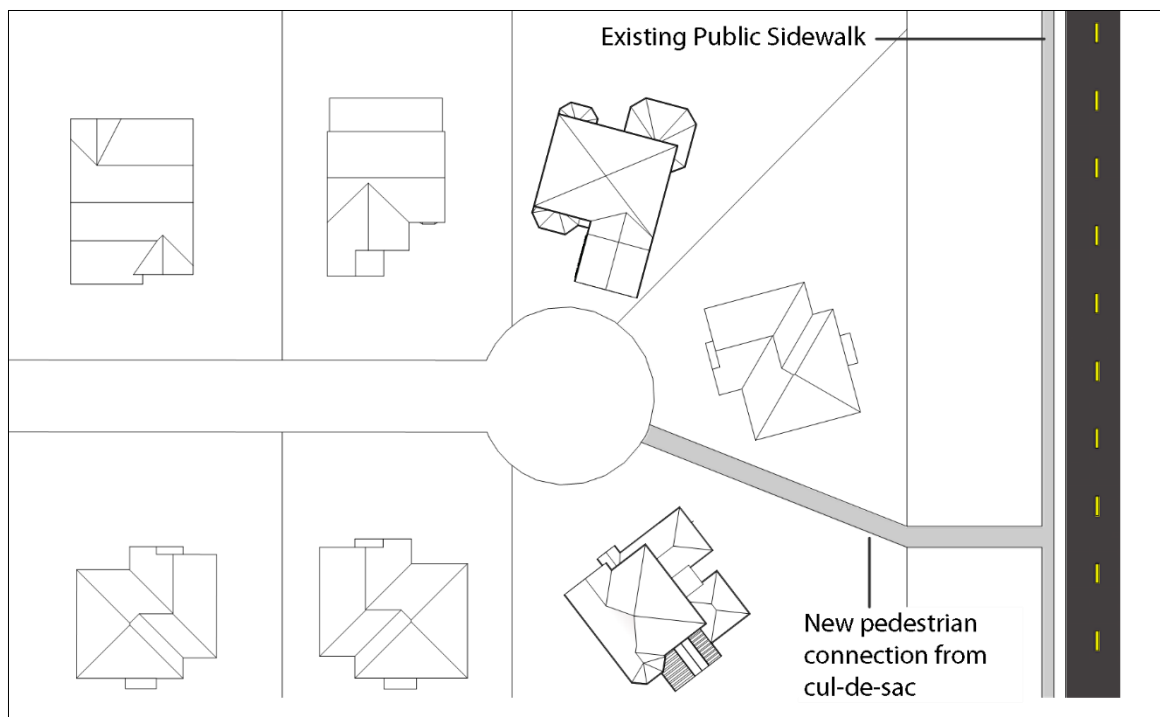 Existing Public Sidewalk
New pedestrian
connection from
cul-de-sac